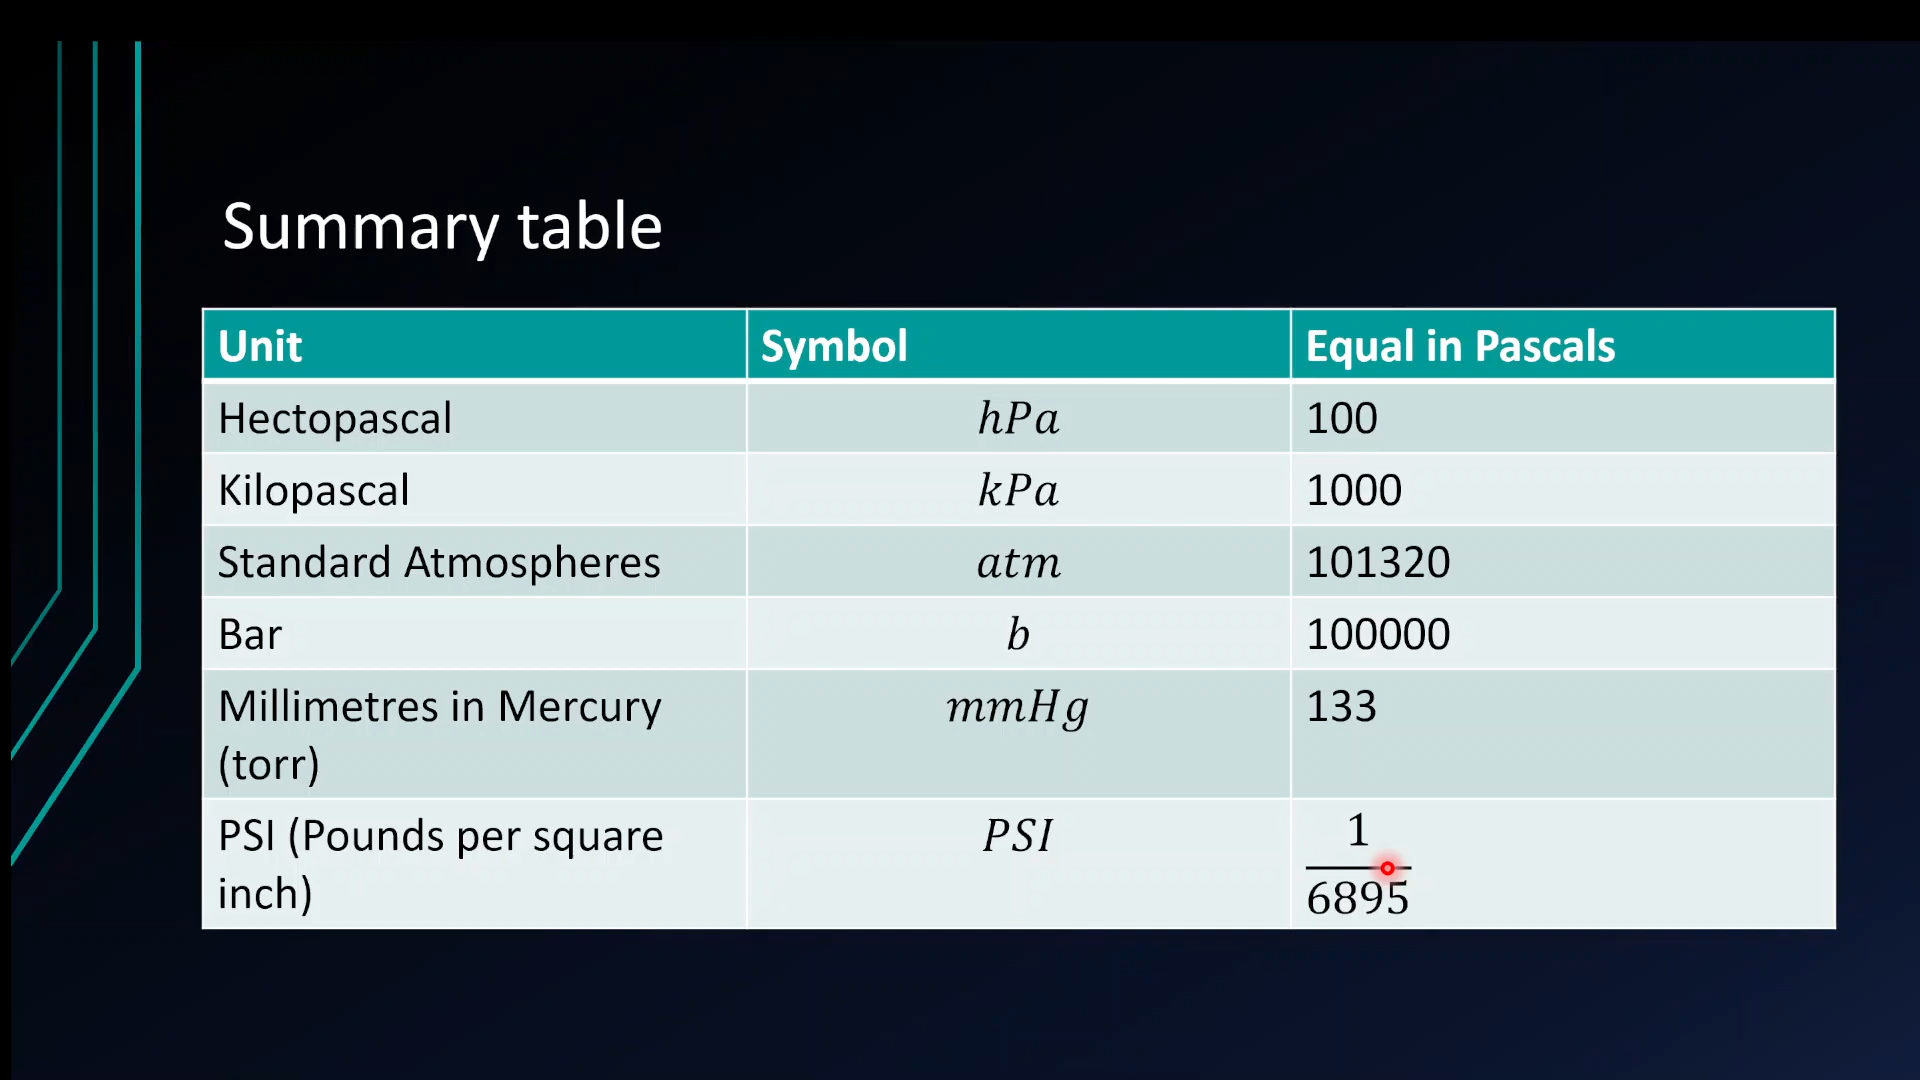 Summary table
Unit Symbol Equal in Pascals
Hectopascal hPa 100
Kilopascal kPa 1000
Standard Atmospheres atm 101320
Bar b 100000
Millimetres in Mercury mmHg 133
(torr)
PSI (Pounds per square PSI 1
inch) 6895